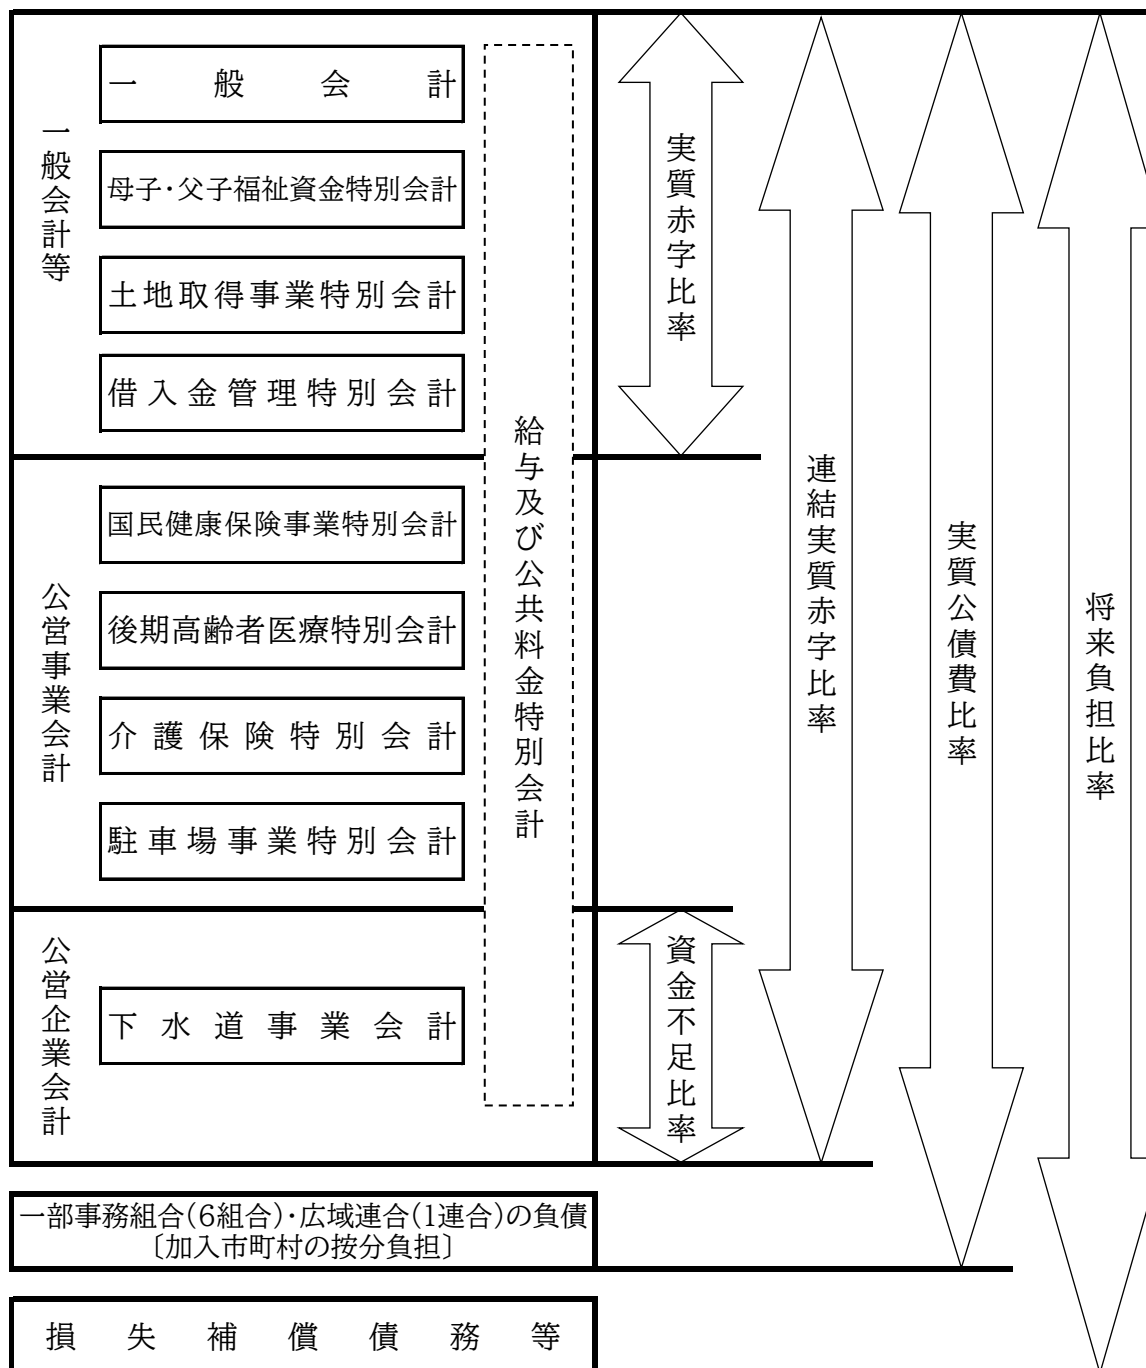 一般会計等
一般会計
母子・父子福祉資金特別会計
土地取得事業特別会計
借入金管理特別会計
公営事業会計
国民健康保険事業特別会計
後期高齢者医療特別会計
介護保険特別会計
駐車場事業特別会計
公営企業会計
下水道事業会計
給与及び公共料金特別会計
実質赤字比率
資金不足比率
連結実質赤字比率
実質公債費比率
将来負担比率
一部事務組合(6組合)・広域連合(1連合)の負債
〔加入市町村の按分負担〕
損失補償債務等